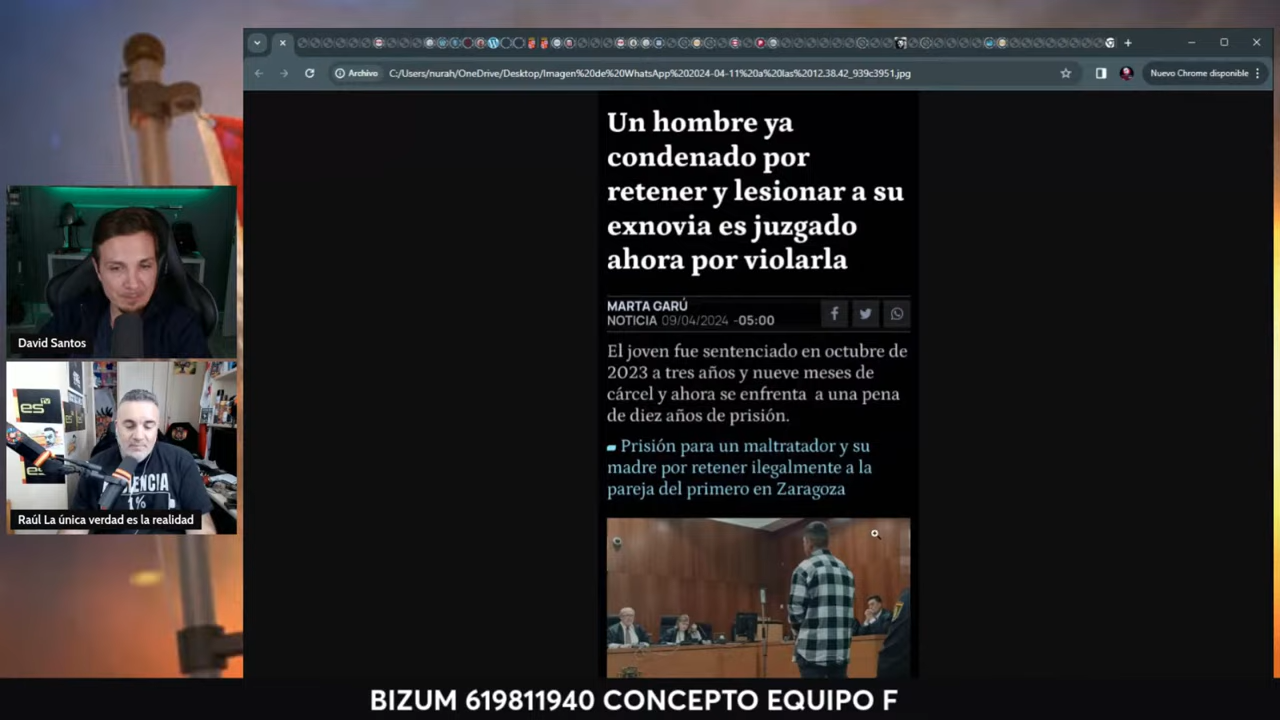 Archivo C:/Users/nurah/OneDrive/Desktop/Imagen%20de%20WhatsApp%202024-04-11%20a%20las%2012.38.42_939c3951.jpg
Nuevo Chrome disponible
Un hombre ya
condenado por
retener y lesionar a su
exnovia es juzgado
ahora por violarla
MARTA GARÚ
NOTICIA 09/04/2024 -05:00
El joven fue sentenciado en octubre de
2023 a tres años y nueve meses de
cárcel y ahora se enfrenta a una pena
de diez años de prisión.
Prisión para un maltratador y su
madre por retener ilegalmente a la
pareja del primero en Zaragoza
David Santos
es
1%
Raúl La única verdad es la realidad
BIZUM 619811940 CONCEPTO EQUIPO F